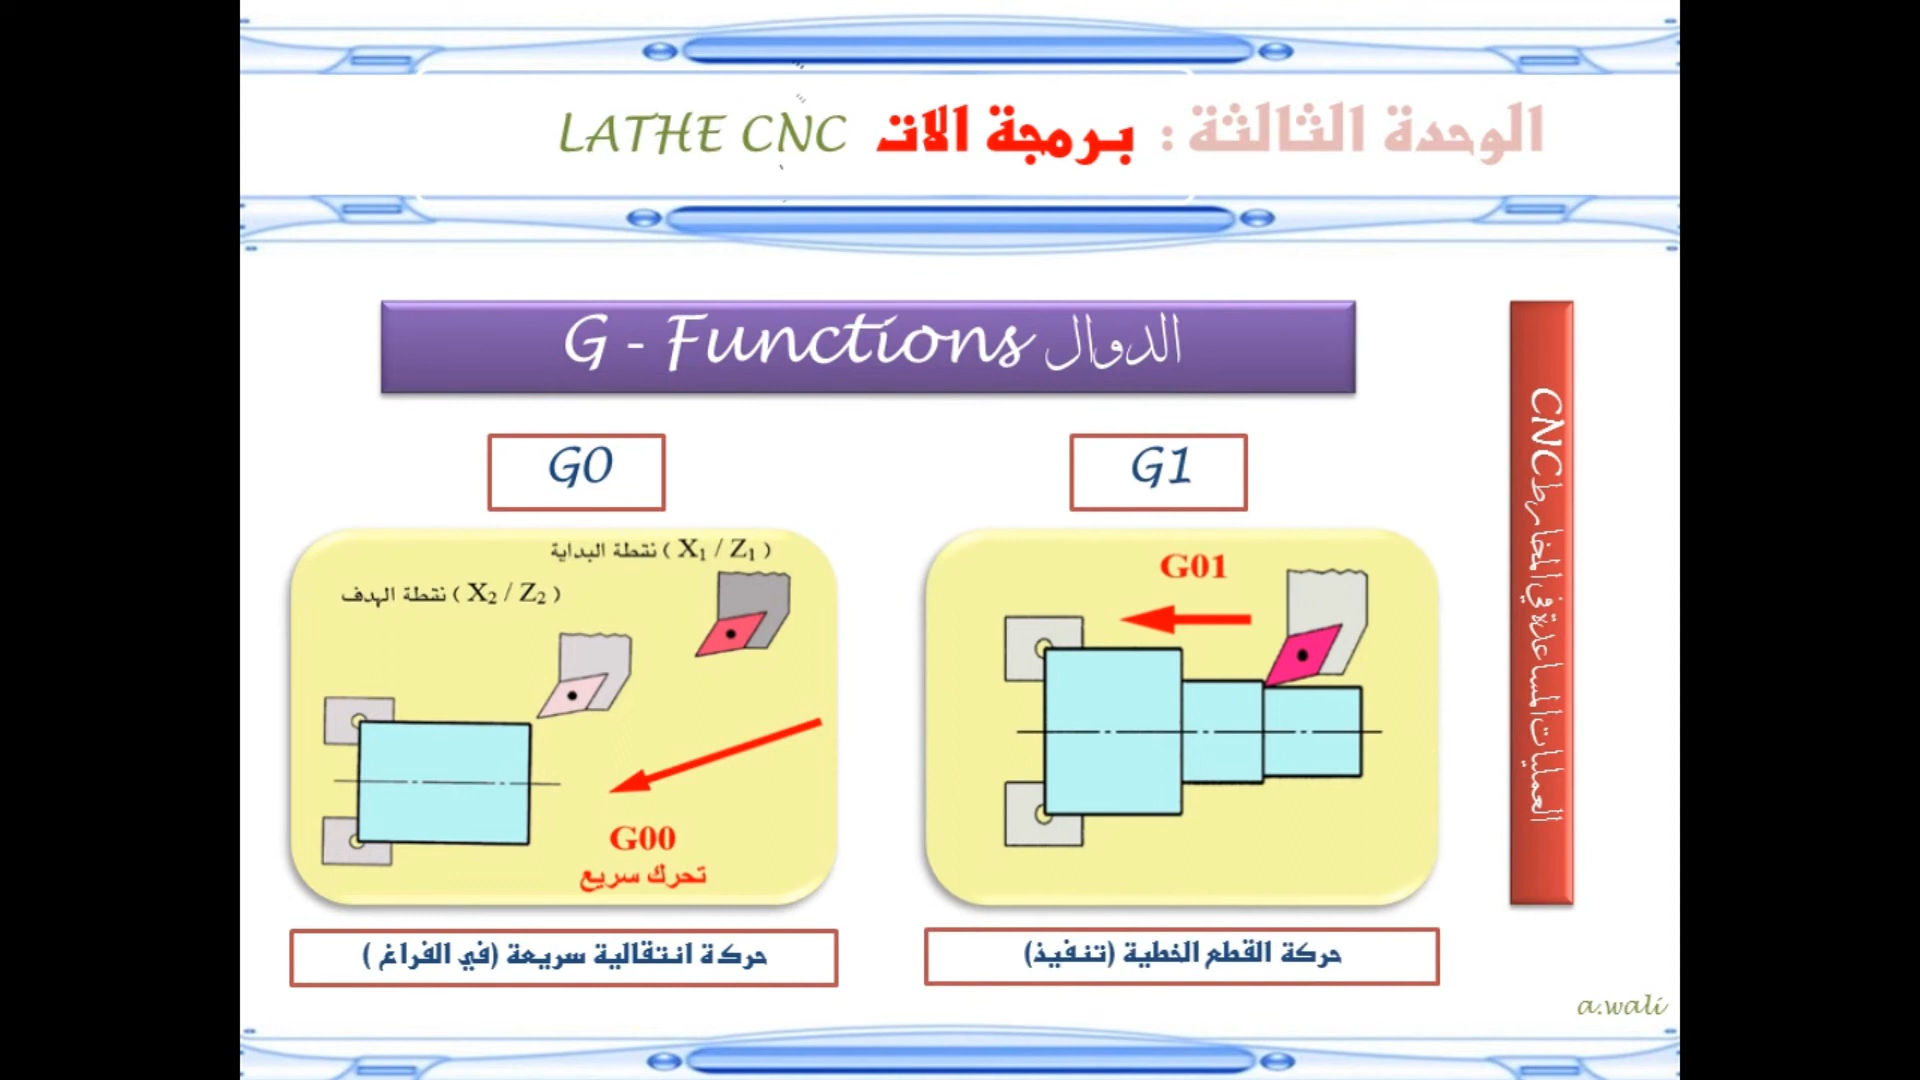 الوحدة الثالثة : برمجة الات LATHE CNC
الدوال G - Functions
العمليات المساعدة في المخارط CNC
G0
G1
( X1 / Z1 ) نقطة البداية
( X2 / Z2 ) نقطة الهدف
G00
تحرك سريع
G01
حركة انتقالية سريعة (في الفراغ )
حركة القطع الخطية (تنفيذ)
a.wali